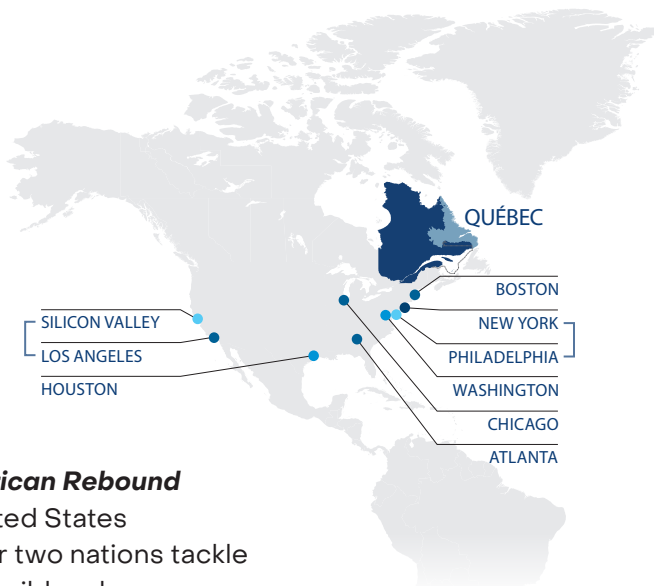 QUÉBEC
BOSTON
SILICON VALLEY
NEW YORK
LOS ANGELES
PHILADELPHIA
HOUSTON
WASHINGTON
CHICAGO
ATLANTA
ican Rebound
ted States
r two nations tackle